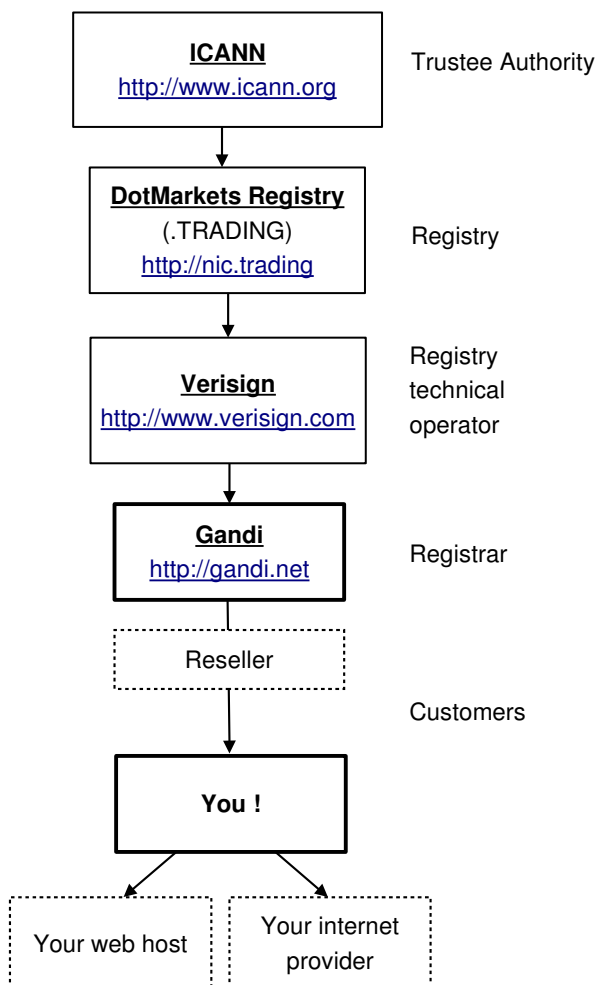 ICANN
http://www.icann.org
Trustee Authority
DotMarkets Registry
(.TRADING)
http://nic.trading
Registry
Verisign
http://www.verisign.com
Registry
technical
operator
Gandi
http://gandi.net
Registrar
Reseller
Customers
You !
Your web host
Your internet
provider